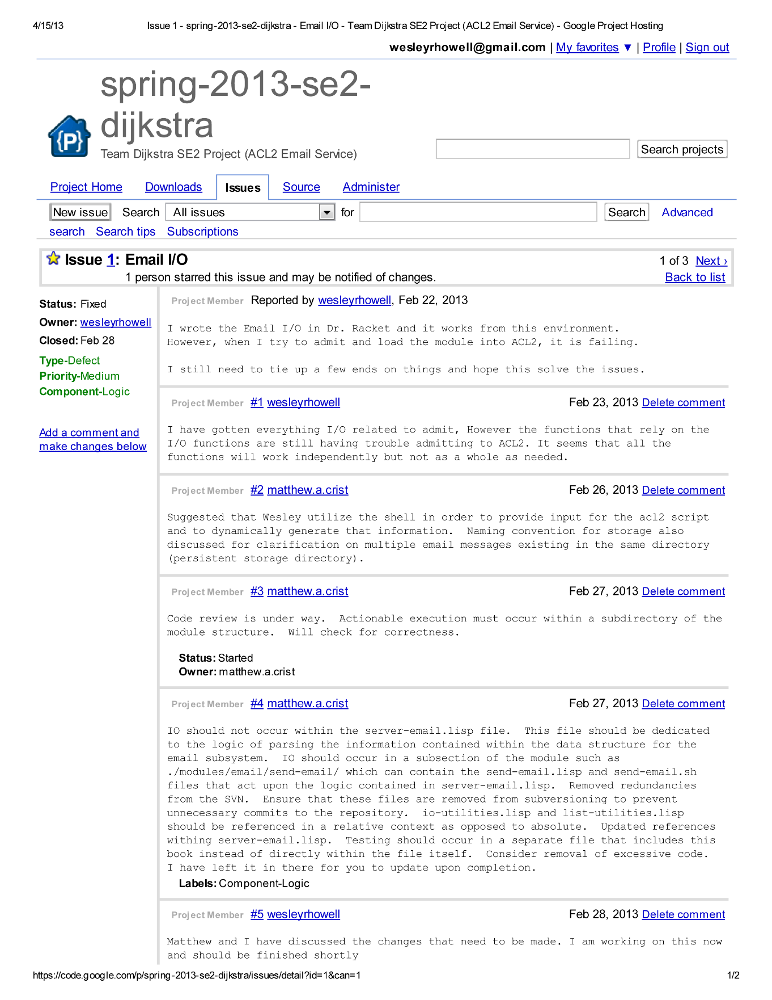 4/15/13 Issue 1 - spring-2013-se2-dijkstra - Email I/O - Team Dijkstra SE2 Project (ACL2 Email Service) - Google Project Hosting
wesleyrhowell@gmail.com | My favorites ▼ | Profile | Sign out
spring-2013-se2-
dijkstra
{P}
Team Dijkstra SE2 Project (ACL2 Email Service)
Search projects
Project Home Downloads Issues Source Administer
New issue Search All issues for Search Advanced
search Search tips Subscriptions
Issue 1: Email I/O 1 of 3 Next ›
1 person starred this issue and may be notified of changes. Back to list
Status: Fixed
Owner: wesleyrhowell
Closed: Feb 28
Type-Defect
Priority-Medium
Component-Logic
Add a comment and
make changes below
Project Member Reported by wesleyrhowell, Feb 22, 2013
I wrote the Email I/O in Dr. Racket and it works from this environment.
However, when I try to admit and load the module into ACL2, it is failing.
I still need to tie up a few ends on things and hope this solve the issues.
Project Member #1 wesleyrhowell Feb 23, 2013 Delete comment
I have gotten everything I/O related to admit, However the functions that rely on the
I/O functions are still having trouble admitting to ACL2. It seems that all the
functions will work independently but not as a whole as needed.
Project Member #2 matthew.a.crist Feb 26, 2013 Delete comment
Suggested that Wesley utilize the shell in order to provide input for the acl2 script
and to dynamically generate that information.  Naming convention for storage also
discussed for clarification on multiple email messages existing in the same directory
(persistent storage directory).
Project Member #3 matthew.a.crist Feb 27, 2013 Delete comment
Code review is under way.  Actionable execution must occur within a subdirectory of the
module structure.  Will check for correctness.
Status: Started
Owner: matthew.a.crist
Project Member #4 matthew.a.crist Feb 27, 2013 Delete comment
IO should not occur within the server-email.lisp file.  This file should be dedicated
to the logic of parsing the information contained within the data structure for the
email subsystem.  IO should occur in a subsection of the module such as
./modules/email/send-email/ which can contain the send-email.lisp and send-email.sh
files that act upon the logic contained in server-email.lisp.  Removed redundancies
from the SVN.  Ensure that these files are removed from subversioning to prevent
unnecessary commits to the repository.  io-utilities.lisp and list-utilities.lisp
should be referenced in a relative context as opposed to absolute.  Updated references
withing server-email.lisp.  Testing should occur in a separate file that includes this
book instead of directly within the file itself.  Consider removal of excessive code.
I have left it in there for you to update upon completion.
Labels: Component-Logic
Project Member #5 wesleyrhowell Feb 28, 2013 Delete comment
Matthew and I have discussed the changes that need to be made. I am working on this now
and should be finished shortly
https://code.google.com/p/spring-2013-se2-dijkstra/issues/detail?id=1&can=1 1/2